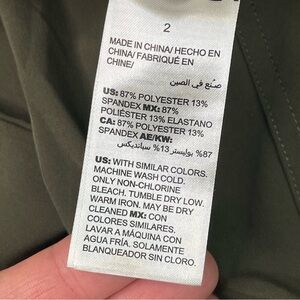 2
MADE IN CHINA/ HECHO EN
CHINA/ FABRIQUÉ EN
CHINE/
صنع في الصين
US: 87% POLYESTER 13%
SPANDEX MX: 87%
POLIÉSTER 13% ELASTANO
CA: 87% POLYESTER 13%
SPANDEX AE/KW:
87% بوليستر 13% سباندیکس
US: WITH SIMILAR COLORS.
MACHINE WASH COLD.
ONLY NON-CHLORINE
BLEACH. TUMBLE DRY LOW.
WARM IRON. MAY BE DRY
CLEANED MX: CON
COLORES SIMILARES.
LAVAR A MÁQUINA CON
AGUA FRÍA. SOLAMENTE
BLANQUEADOR SIN CLORO.